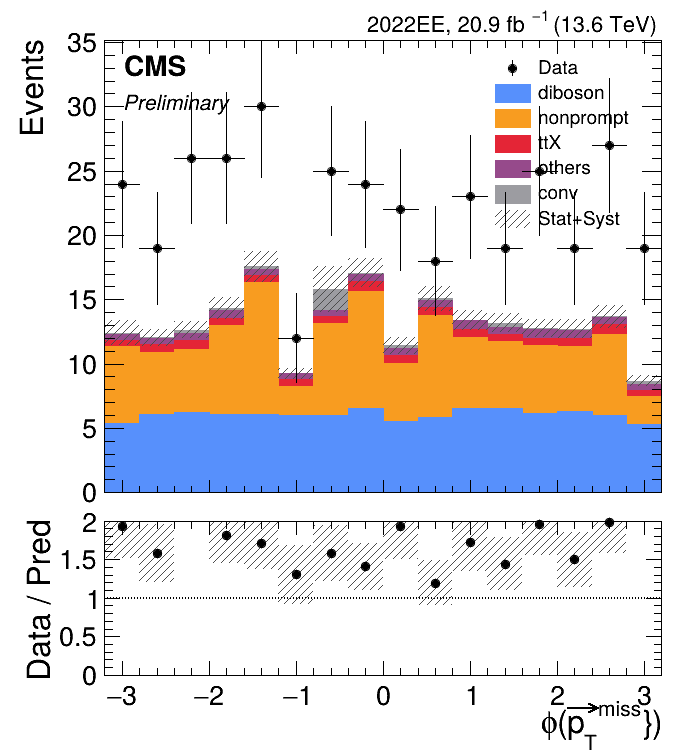 2022EE, 20.9 fb⁻¹ (13.6 TeV)
Events
35
30
25
20
15
10
5
0
CMS
Preliminary
Data
diboson
nonprompt
ttX
others
conv
Stat+Syst
Data / Pred
2
1.5
1
0.5
0
−3 −2 −1 0 1 2 3
ϕ(p⃗_T^miss})